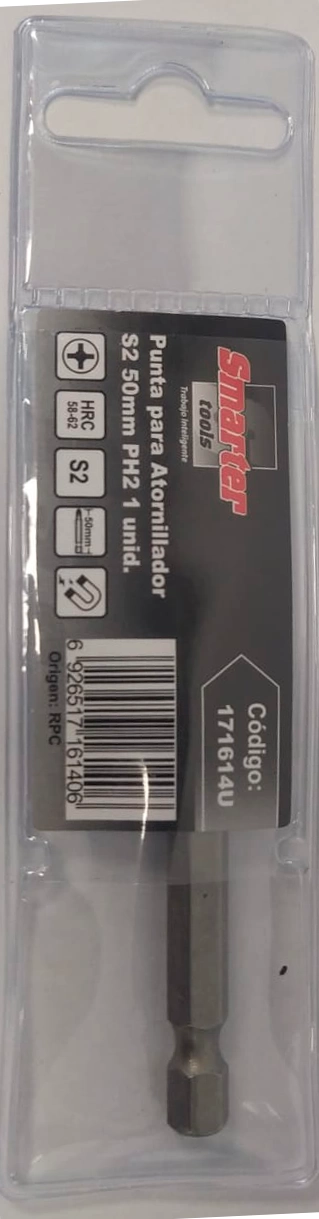 Smarter
tools
Trabajo Inteligente
Código:
171614U
Punta para Atornillador
S2 50mm PH2 1 unid.
HRC
58-62
S2
50mm
6 926517 161406
Origen: RPC